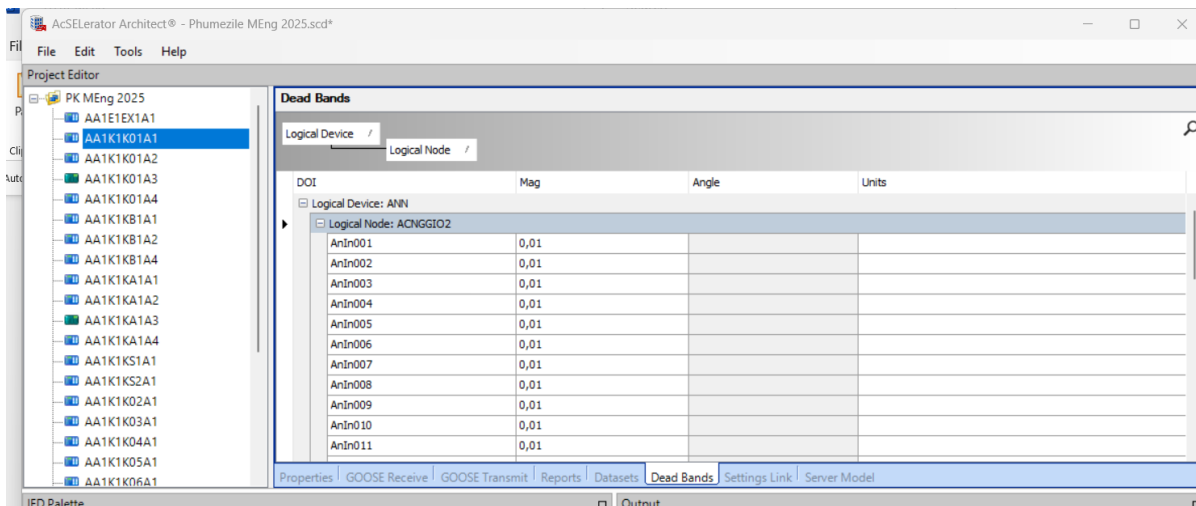 AcSELerator Architect® - Phumezile MEng 2025.scd*
File Edit Tools Help
Project Editor
PK MEng 2025
AA1E1EX1A1
AA1K1K01A1
AA1K1K01A2
AA1K1K01A3
AA1K1K01A4
AA1K1KB1A1
AA1K1KB1A2
AA1K1KB1A4
AA1K1KA1A1
AA1K1KA1A2
AA1K1KA1A3
AA1K1KA1A4
AA1K1KS1A1
AA1K1KS2A1
AA1K1K02A1
AA1K1K03A1
AA1K1K04A1
AA1K1K05A1
AA1K1K06A1
Dead Bands
Logical Device /
Logical Node /
DOI Mag Angle Units
Logical Device: ANN
Logical Node: ACNGGIO2
AnIn001 0,01
AnIn002 0,01
AnIn003 0,01
AnIn004 0,01
AnIn005 0,01
AnIn006 0,01
AnIn007 0,01
AnIn008 0,01
AnIn009 0,01
AnIn010 0,01
AnIn011 0,01
Properties GOOSE Receive GOOSE Transmit Reports Datasets Dead Bands Settings Link Server Model
IED Palette
Output